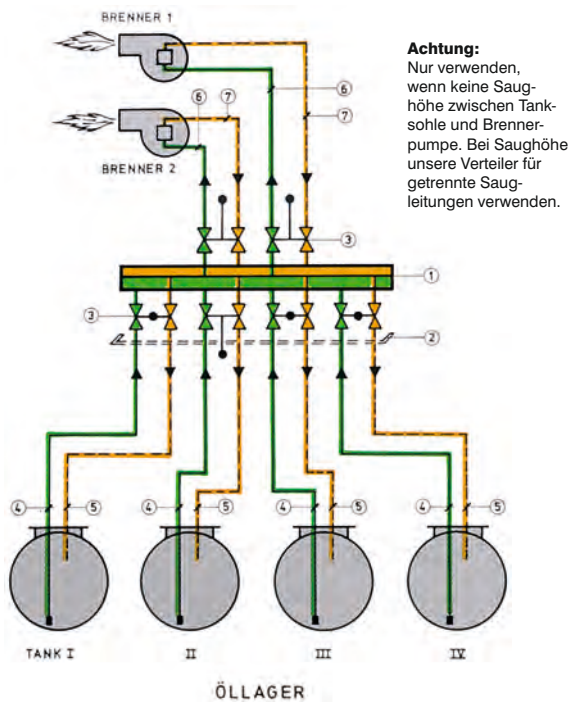 BRENNER 1
Achtung:
Nur verwenden,
wenn keine Saug-
höhe zwischen Tank-
sohle und Brenner-
pumpe. Bei Saughöhe
unsere Verteiler für
getrennte Saug-
leitungen verwenden.
6
7
6
7
BRENNER 2
3
1
3
2
4
5
4
5
4
5
4
5
TANK I
II
III
IV
ÖLLAGER